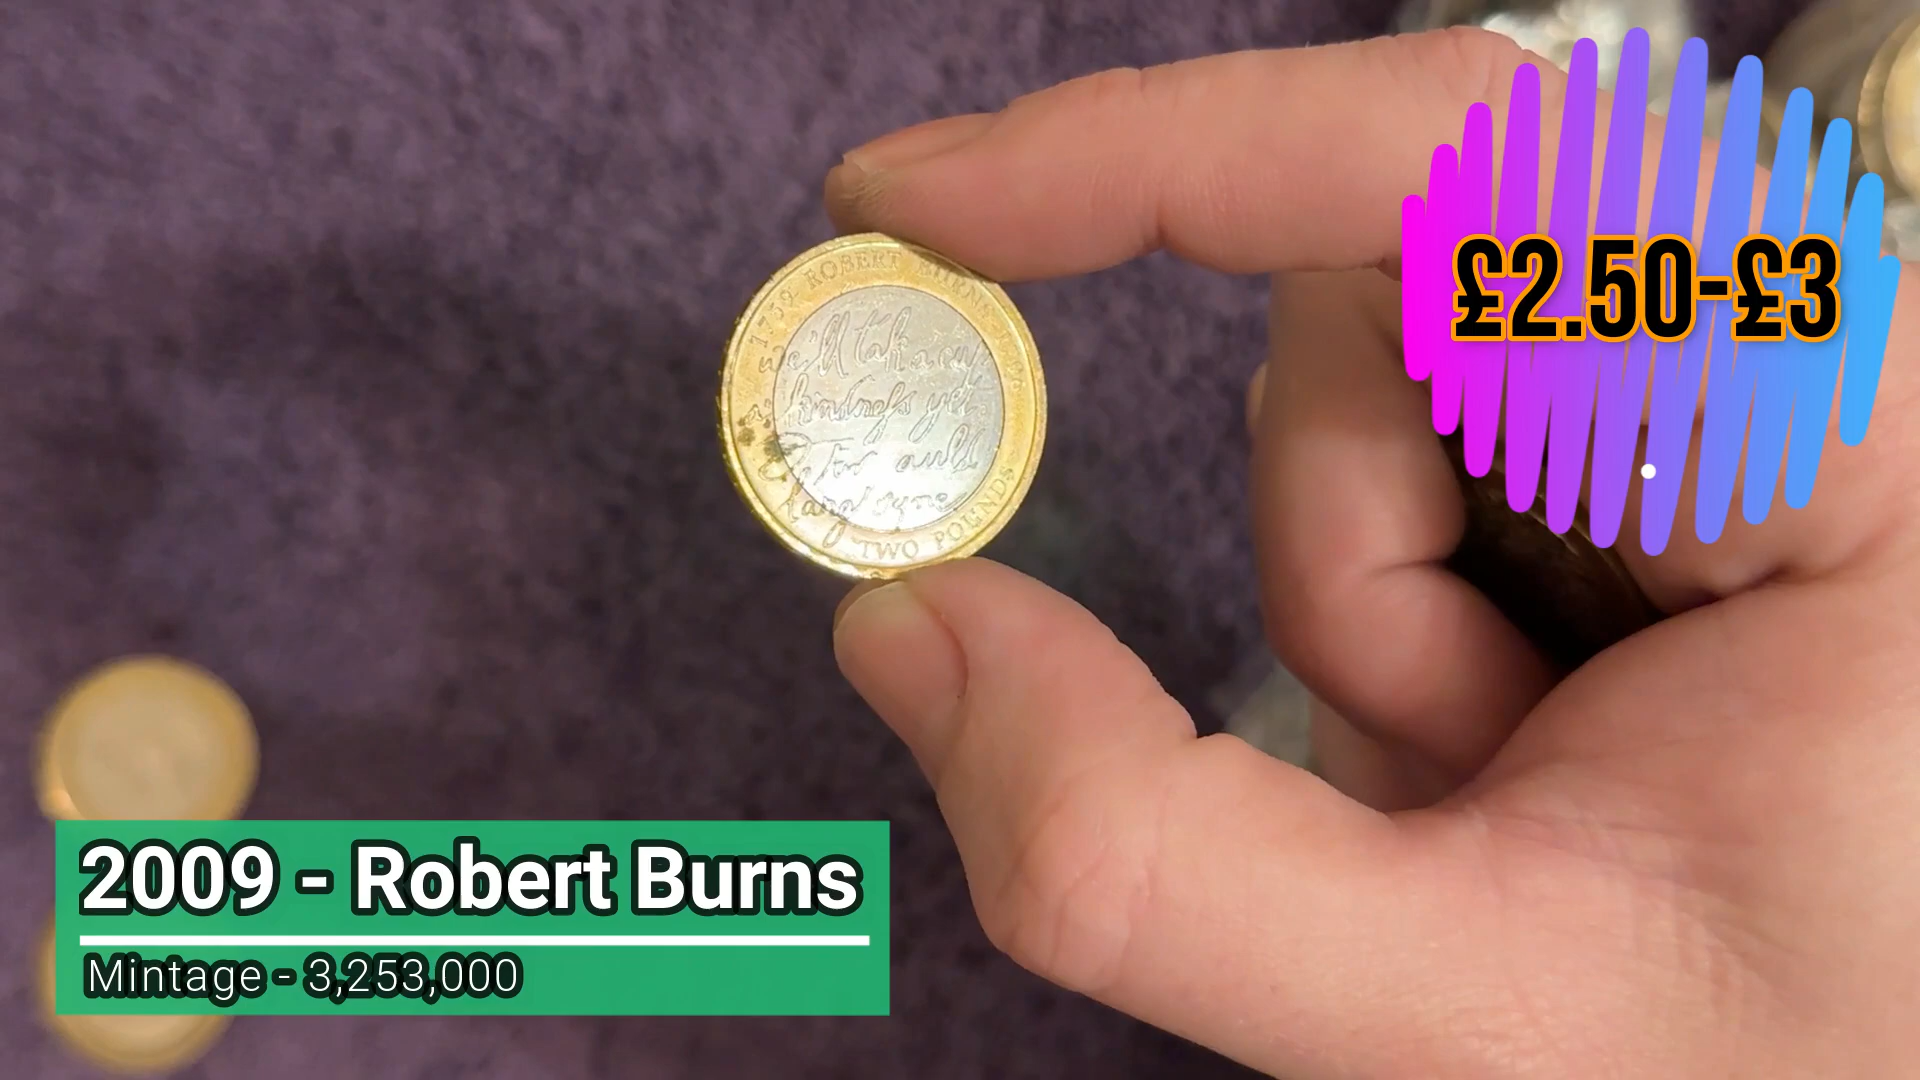 £2.50-£3
1759 ROBERT BURNS 1796
we'll tak a cup
a' kindness yet,
For auld
lang syne
TWO POUNDS
2009 - Robert Burns
Mintage - 3,253,000